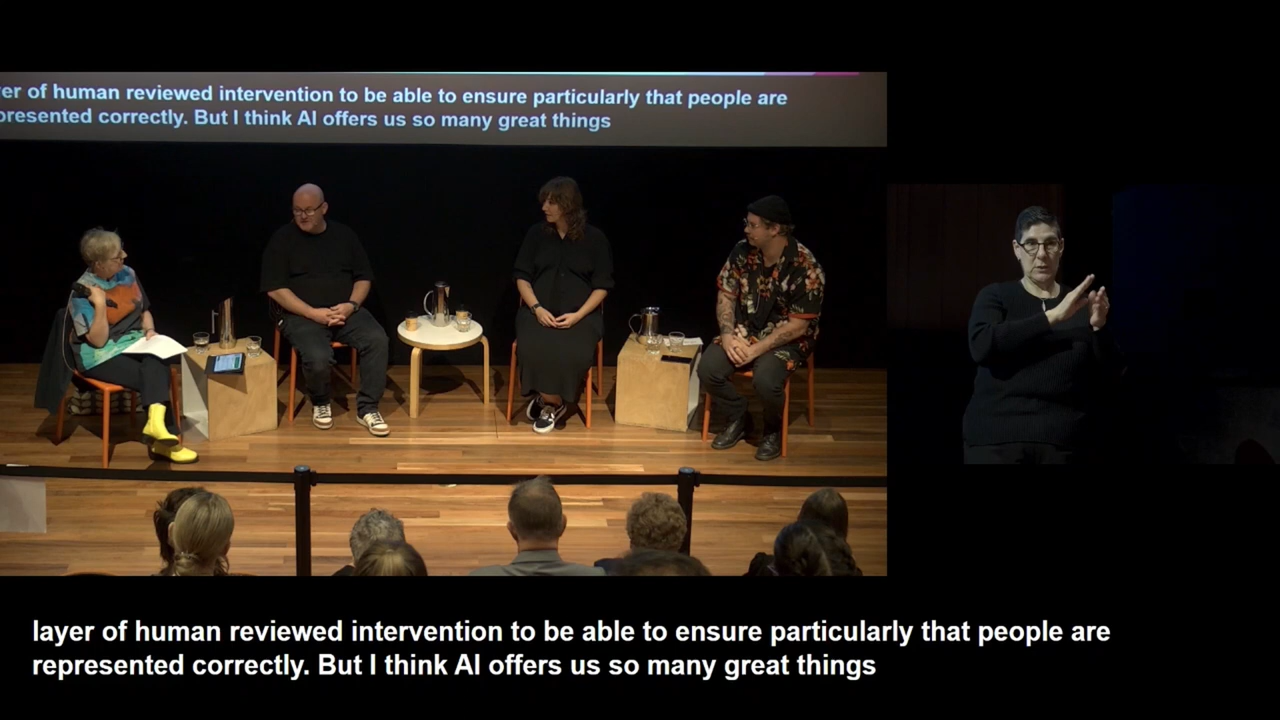 er of human reviewed intervention to be able to ensure particularly that people are
presented correctly. But I think AI offers us so many great things
layer of human reviewed intervention to be able to ensure particularly that people are
represented correctly. But I think AI offers us so many great things